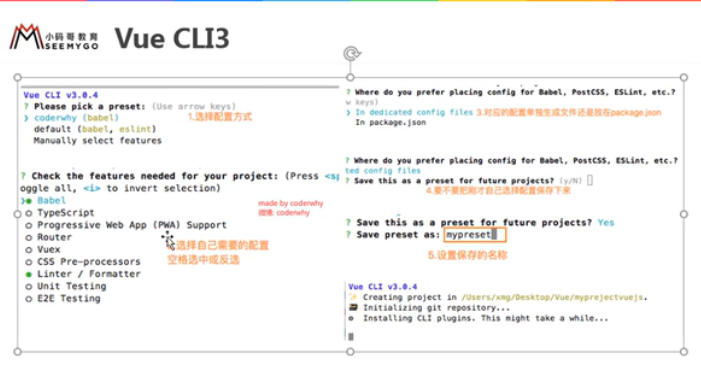 小码哥教育
SEEMYGO
Vue CLI3
Vue CLI v3.0.4
? Please pick a preset: (Use arrow keys)
❯ coderwhy (babel)
default (babel, eslint)
Manually select features
1.选择配置方式
? Check the features needed for your project: (Press <sp
oggle all, <i> to invert selection)
❯◉ Babel
○ TypeScript
○ Progressive Web App (PWA) Support
○ Router
○ Vuex
○ CSS Pre-processors
◉ Linter / Formatter
○ Unit Testing
○ E2E Testing
made by coderwhy
微博: coderwhy
选择自己需要的配置
空格选中或反选
? Where do you prefer placing config for Babel, PostCSS, ESLint, etc.?
w keys)
❯ In dedicated config files
In package.json
3.对应的配置单独生成文件还是放在package.json
? Where do you prefer placing config for Babel, PostCSS, ESLint, etc.?
ted config files
? Save this as a preset for future projects? (y/N)
4.要不要把刚才自己选择配置保存下来
? Save this as a preset for future projects? Yes
? Save preset as: mypreset
5.设置保存的名称
Vue CLI v3.0.4
Creating project in /Users/xmg/Desktop/Vue/myprejectvuejs.
Initializing git repository...
Installing CLI plugins. This might take a while...